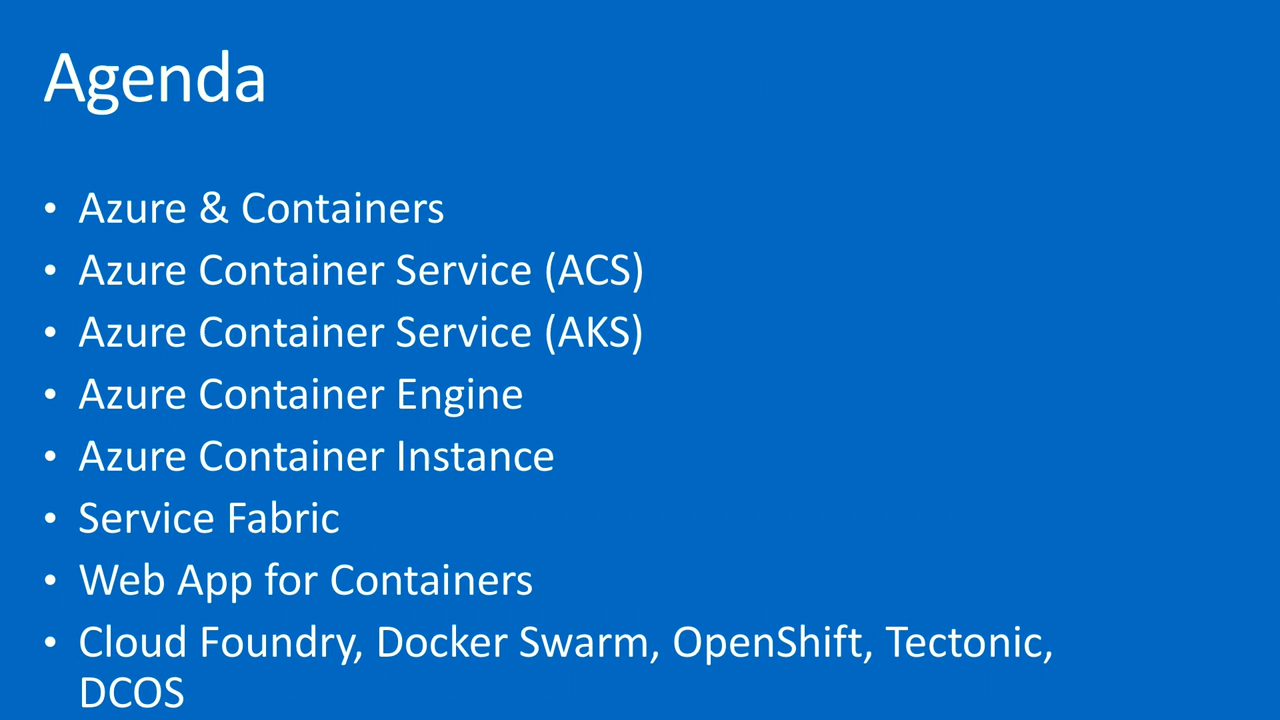 Agenda
• Azure & Containers
• Azure Container Service (ACS)
• Azure Container Service (AKS)
• Azure Container Engine
• Azure Container Instance
• Service Fabric
• Web App for Containers
• Cloud Foundry, Docker Swarm, OpenShift, Tectonic,
DCOS